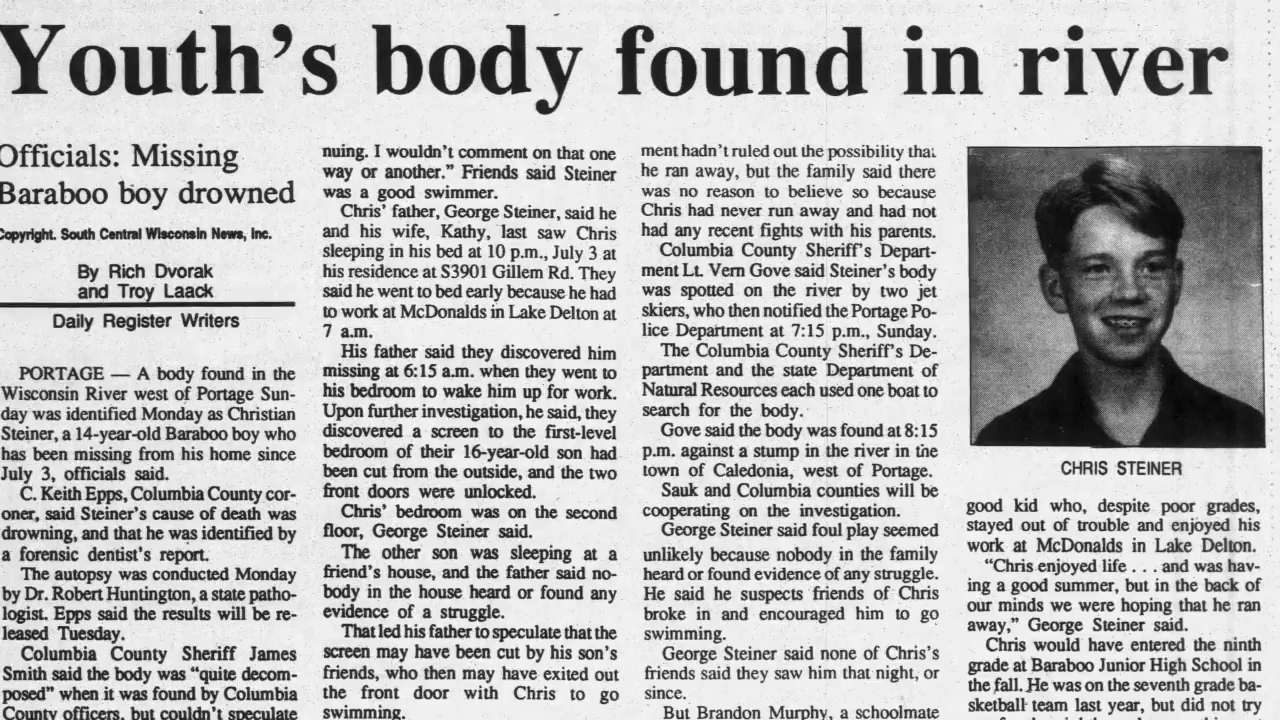 Youth's body found in river
Officials: Missing
Baraboo boy drowned
Copyright. South Central Wisconsin News, Inc.
By Rich Dvorak
and Troy Laack
Daily Register Writers
PORTAGE — A body found in the
Wisconsin River west of Portage Sun-
day was identified Monday as Christian
Steiner, a 14-year-old Baraboo boy who
has been missing from his home since
July 3, officials said.
C. Keith Epps, Columbia County cor-
oner, said Steiner's cause of death was
drowning, and that he was identified by
a forensic dentist's report.
The autopsy was conducted Monday
by Dr. Robert Huntington, a state patho-
logist. Epps said the results will be re-
leased Tuesday.
Columbia County Sheriff James
Smith said the body was "quite decom-
posed" when it was found by Columbia
County officers, but couldn't speculate
nuing. I wouldn't comment on that one
way or another." Friends said Steiner
was a good swimmer.
Chris' father, George Steiner, said he
and his wife, Kathy, last saw Chris
sleeping in his bed at 10 p.m., July 3 at
his residence at S3901 Gillem Rd. They
said he went to bed early because he had
to work at McDonalds in Lake Delton at
7 a.m.
His father said they discovered him
missing at 6:15 a.m. when they went to
his bedroom to wake him up for work.
Upon further investigation, he said, they
discovered a screen to the first-level
bedroom of their 16-year-old son had
been cut from the outside, and the two
front doors were unlocked.
Chris' bedroom was on the second
floor, George Steiner said.
The other son was sleeping at a
friend's house, and the father said no-
body in the house heard or found any
evidence of a struggle.
That led his father to speculate that the
screen may have been cut by his son's
friends, who then may have exited out
the front door with Chris to go
swimming.
ment hadn't ruled out the possibility that
he ran away, but the family said there
was no reason to believe so because
Chris had never run away and had not
had any recent fights with his parents.
Columbia County Sheriff's Depart-
ment Lt. Vern Gove said Steiner's body
was spotted on the river by two jet
skiers, who then notified the Portage Po-
lice Department at 7:15 p.m., Sunday.
The Columbia County Sheriff's De-
partment and the state Department of
Natural Resources each used one boat to
search for the body.
Gove said the body was found at 8:15
p.m. against a stump in the river in the
town of Caledonia, west of Portage.
Sauk and Columbia counties will be
cooperating on the investigation.
George Steiner said foul play seemed
unlikely because nobody in the family
heard or found evidence of any struggle.
He said he suspects friends of Chris
broke in and encouraged him to go
swimming.
George Steiner said none of Chris's
friends said they saw him that night, or
since.
But Brandon Murphy, a schoolmate
CHRIS STEINER
good kid who, despite poor grades,
stayed out of trouble and enjoyed his
work at McDonalds in Lake Delton.
"Chris enjoyed life . . . and was hav-
ing a good summer, but in the back of
our minds we were hoping that he ran
away," George Steiner said.
Chris would have entered the ninth
grade at Baraboo Junior High School in
the fall. He was on the seventh grade ba-
sketball team last year, but did not try